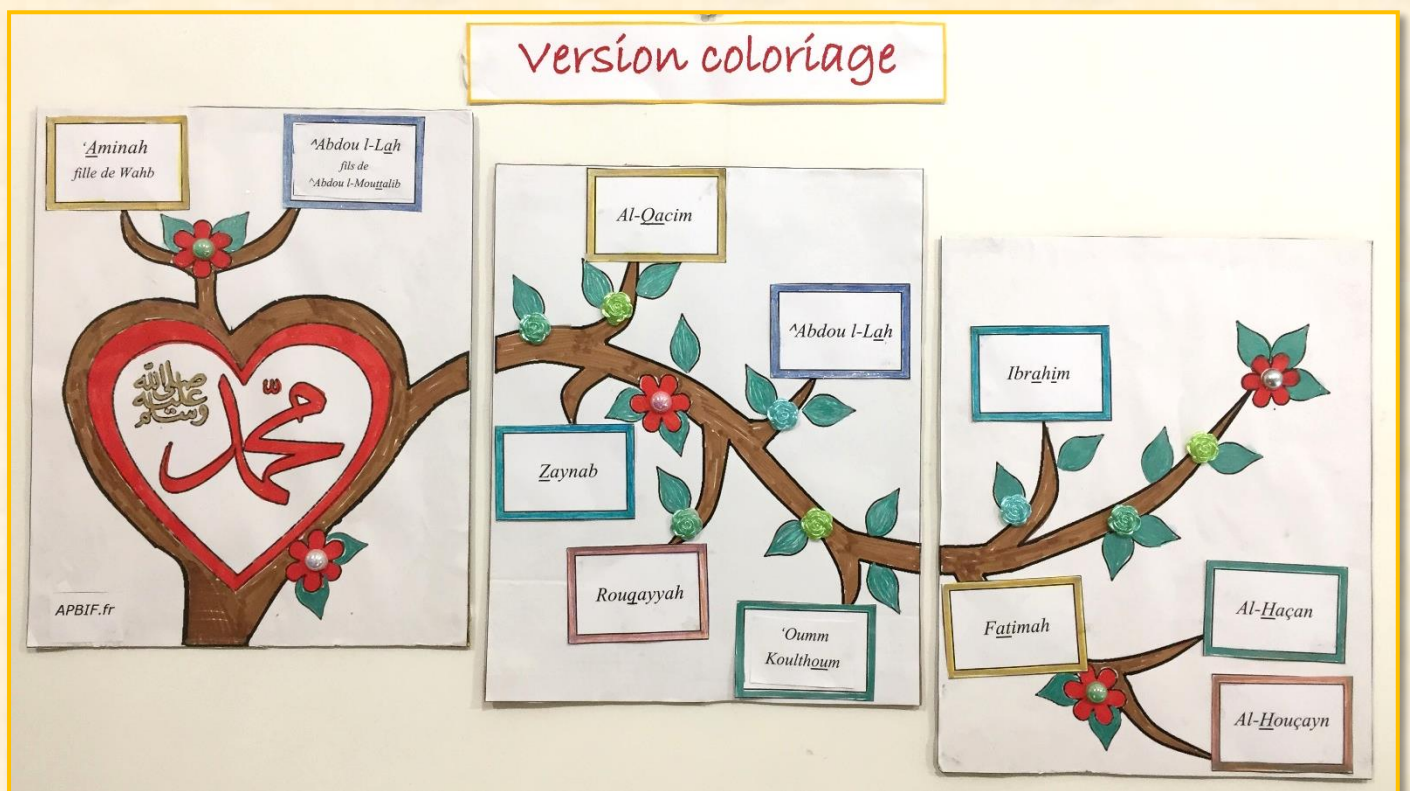 Version coloriage
‘Aminah
fille de Wahb
^Abdou l-Lah
fils de
^Abdou l-Mouttalib
صلى الله
عليه
وسلم
محمد
APBIF.fr
Al-Qacim
^Abdou l-Lah
Zaynab
Rouqayyah
‘Oumm
Koulthoum
Ibrahim
Fatimah
Al-Haçan
Al-Houçayn